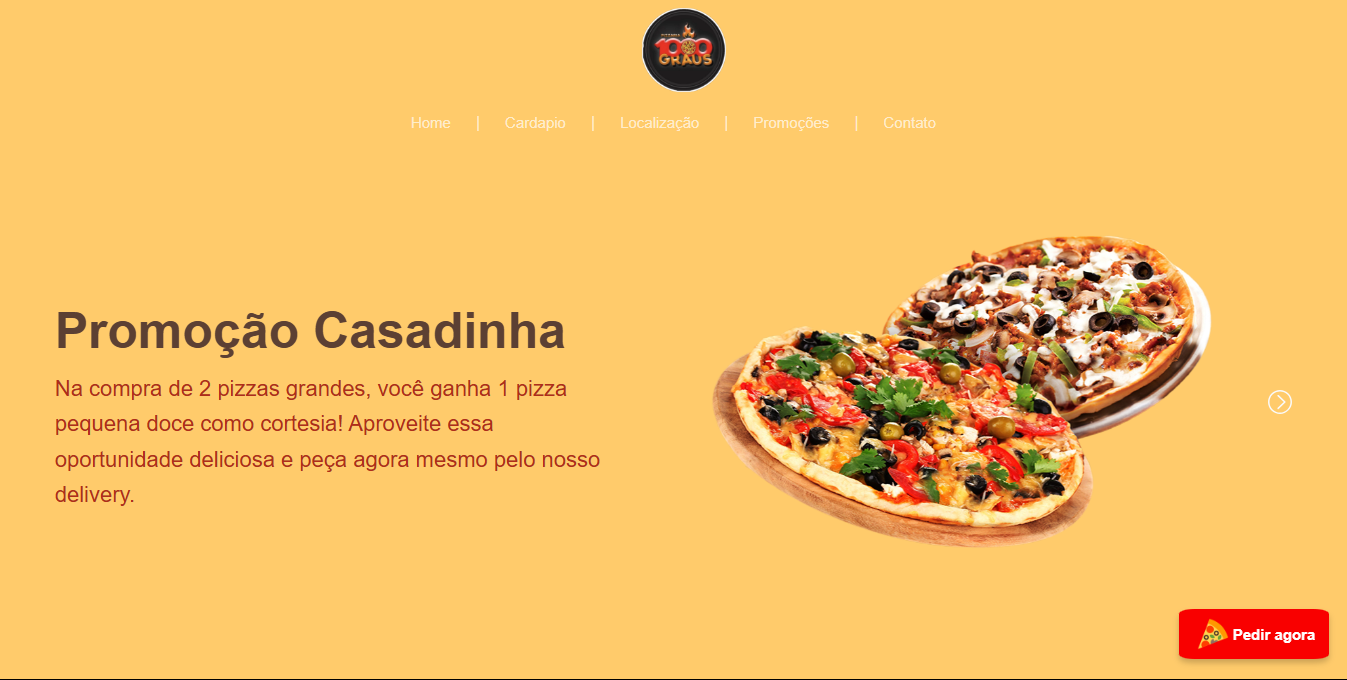 PIZZARIA
1000
GRAUS
Home | Cardapio | Localização | Promoções | Contato
Promoção Casadinha
Na compra de 2 pizzas grandes, você ganha 1 pizza
pequena doce como cortesia! Aproveite essa
oportunidade deliciosa e peça agora mesmo pelo nosso
delivery.
Pedir agora